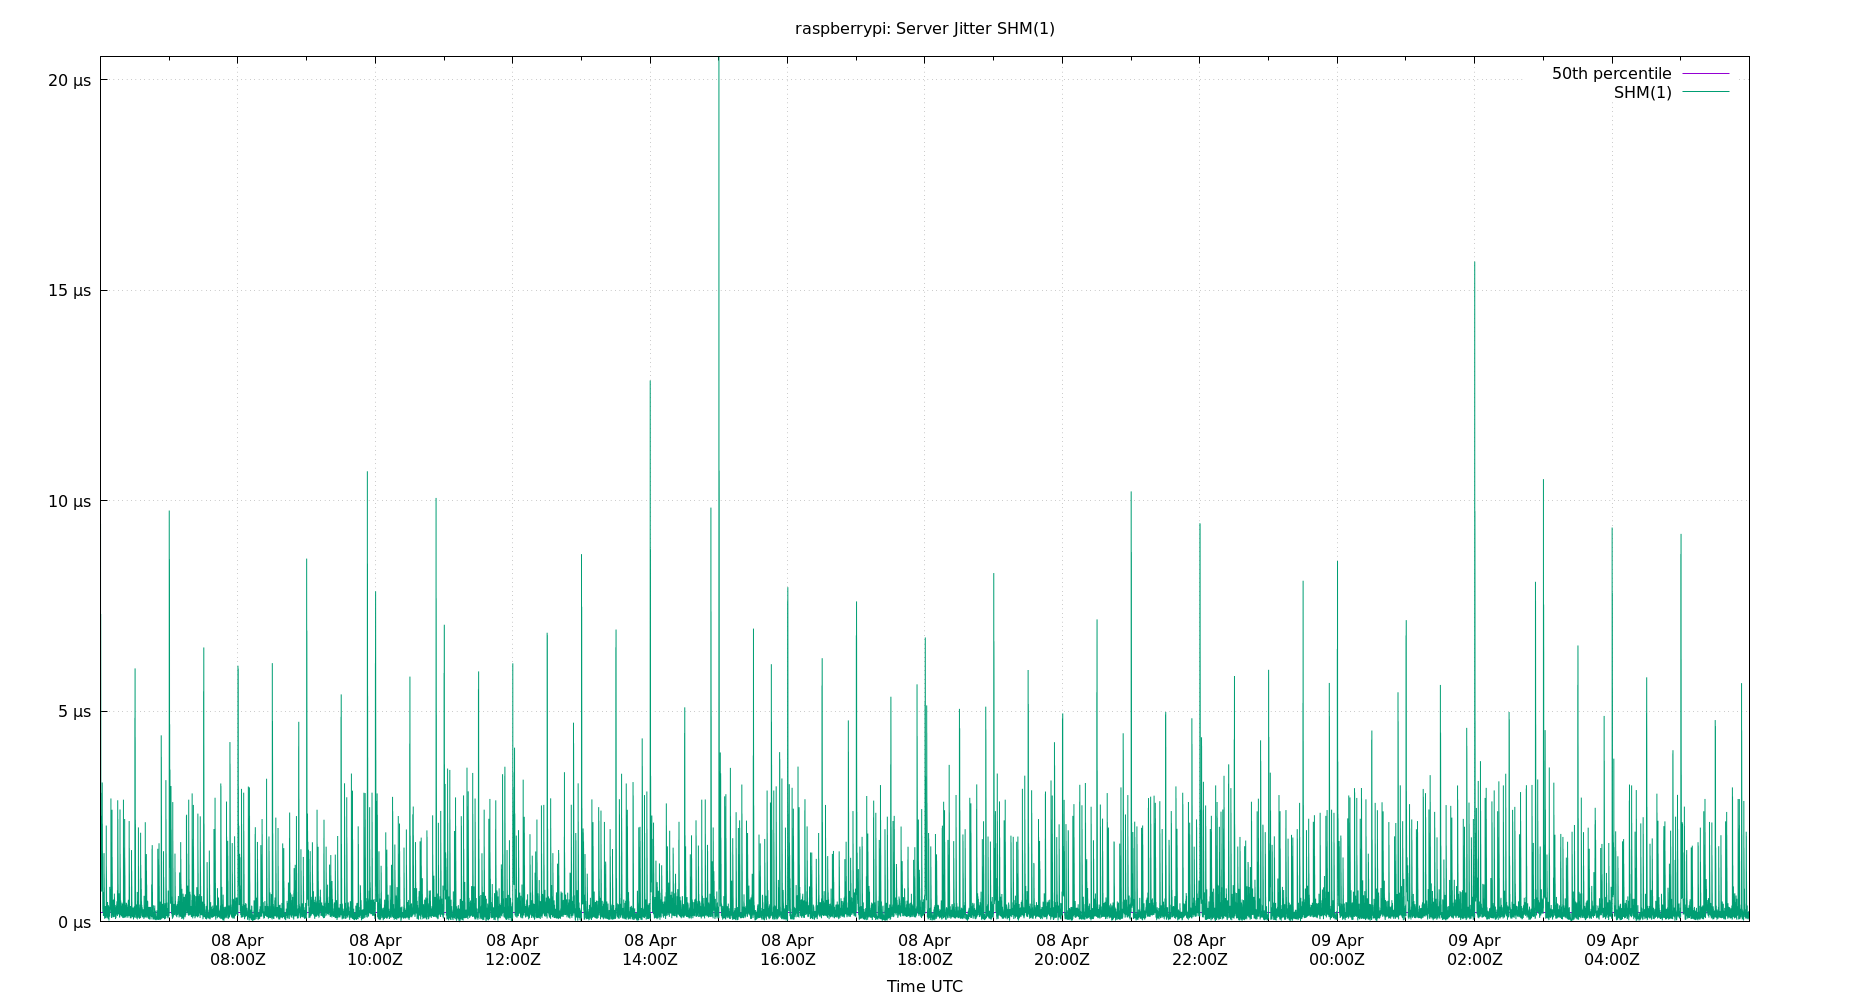 raspberrypi: Server Jitter SHM(1)
50th percentile
SHM(1)
20 µs
15 µs
10 µs
5 µs
0 µs
08 Apr 08 Apr 08 Apr 08 Apr 08 Apr 08 Apr 08 Apr 08 Apr 09 Apr 09 Apr 09 Apr
08:00Z 10:00Z 12:00Z 14:00Z 16:00Z 18:00Z 20:00Z 22:00Z 00:00Z 02:00Z 04:00Z
Time UTC